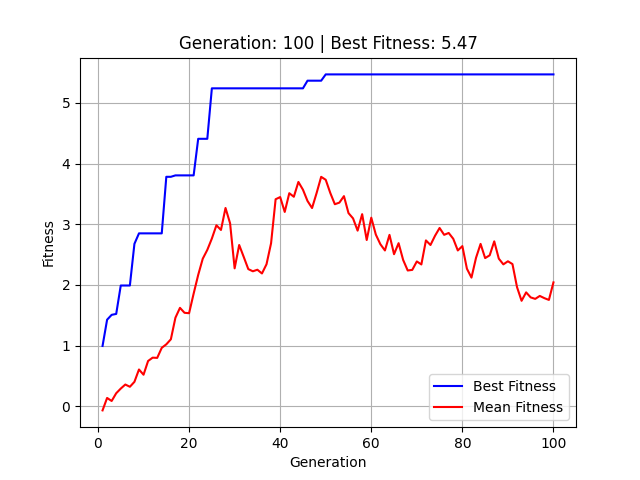 Generation: 100 | Best Fitness: 5.47
Fitness
5
4
3
2
1
0
Best Fitness
Mean Fitness
0 20 40 60 80 100
Generation